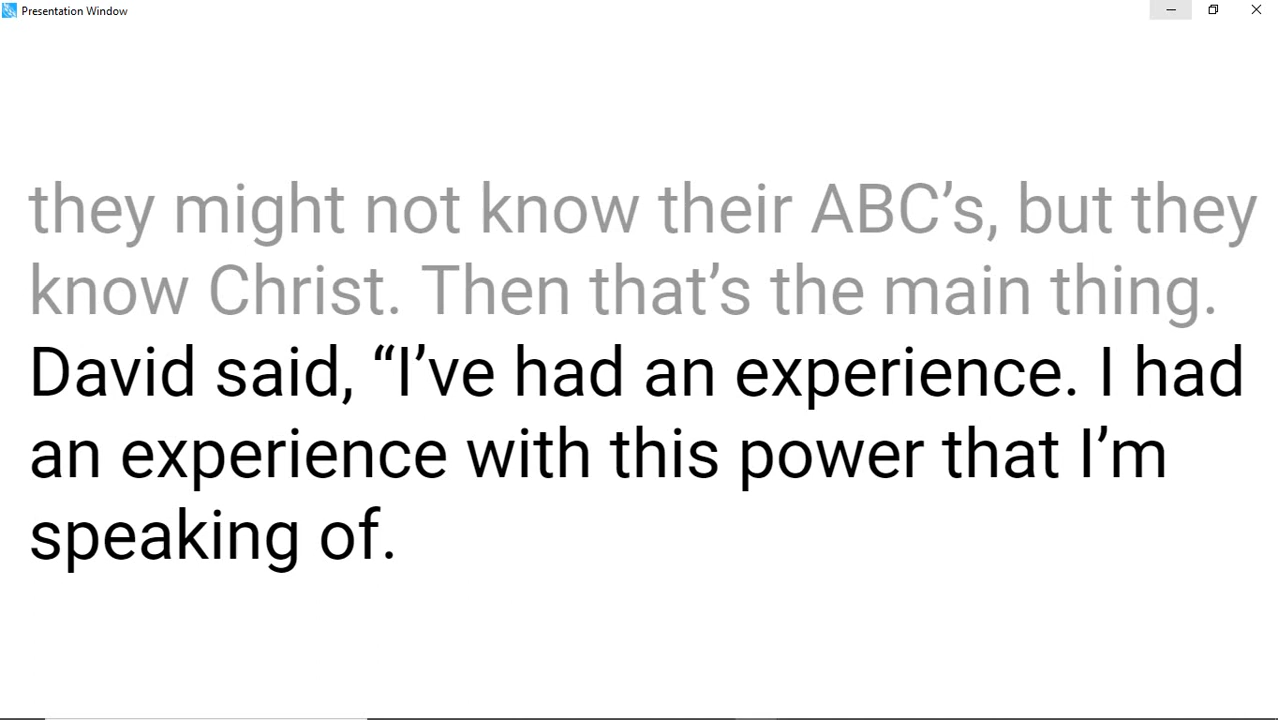 Presentation Window
they might not know their ABC’s, but they
know Christ. Then that’s the main thing.
David said, “I’ve had an experience. I had
an experience with this power that I’m
speaking of.